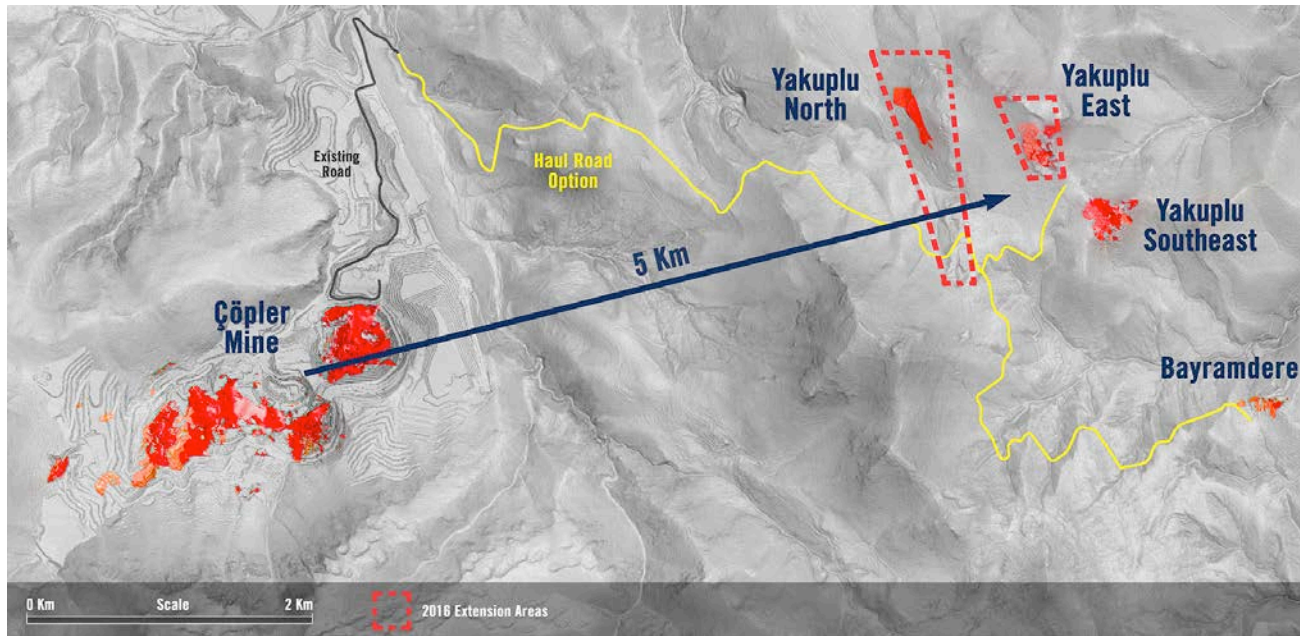 Yakuplu
North
Yakuplu
East
Existing
Road
Haul Road
Option
Yakuplu
Southeast
5 Km
Çöpler
Mine
Bayramdere
0 Km Scale 2 Km
2016 Extension Areas